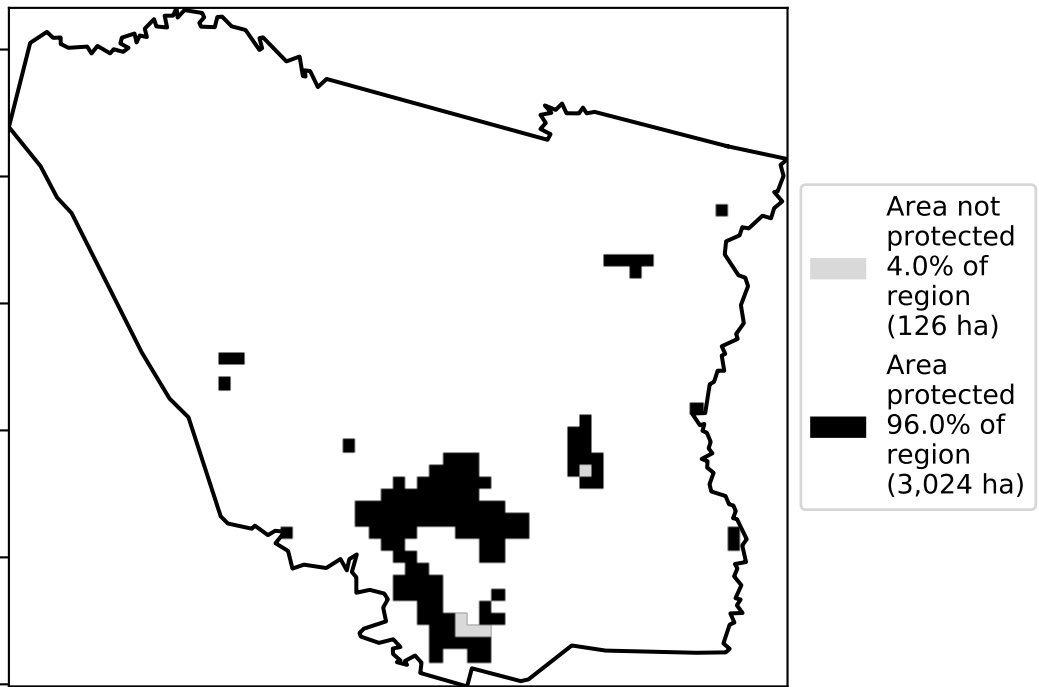 Area not
protected
4.0% of
region
(126 ha)
Area
protected
96.0% of
region
(3,024 ha)